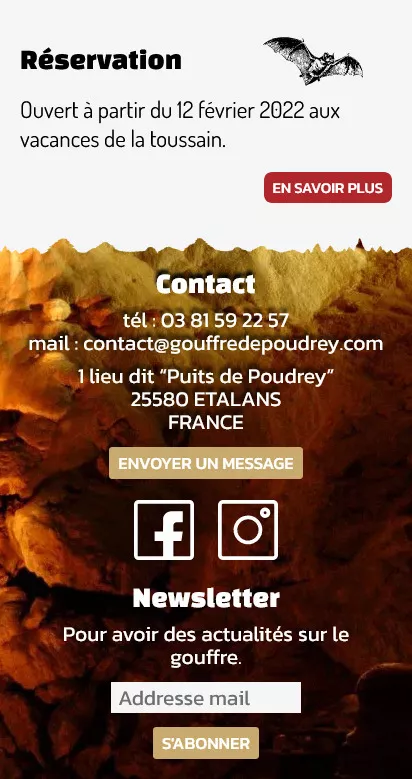 Réservation
Ouvert à partir du 12 février 2022 aux
vacances de la toussain.
EN SAVOIR PLUS
Contact
tél : 03 81 59 22 57
mail : contact@gouffredepoudrey.com
1 lieu dit “Puits de Poudrey”
25580 ETALANS
FRANCE
ENVOYER UN MESSAGE
Newsletter
Pour avoir des actualités sur le
gouffre.
Addresse mail
S'ABONNER